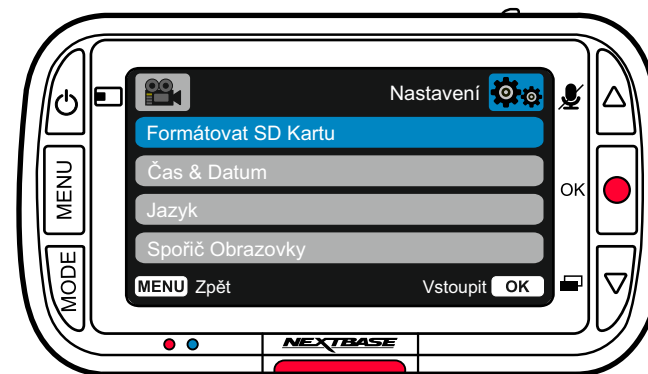 Nastavení
Formátovat SD Kartu
Čas & Datum
Jazyk
Spořič Obrazovky
MENU Zpět
Vstoupit OK
MENU
MODE
OK
NEXTBASE